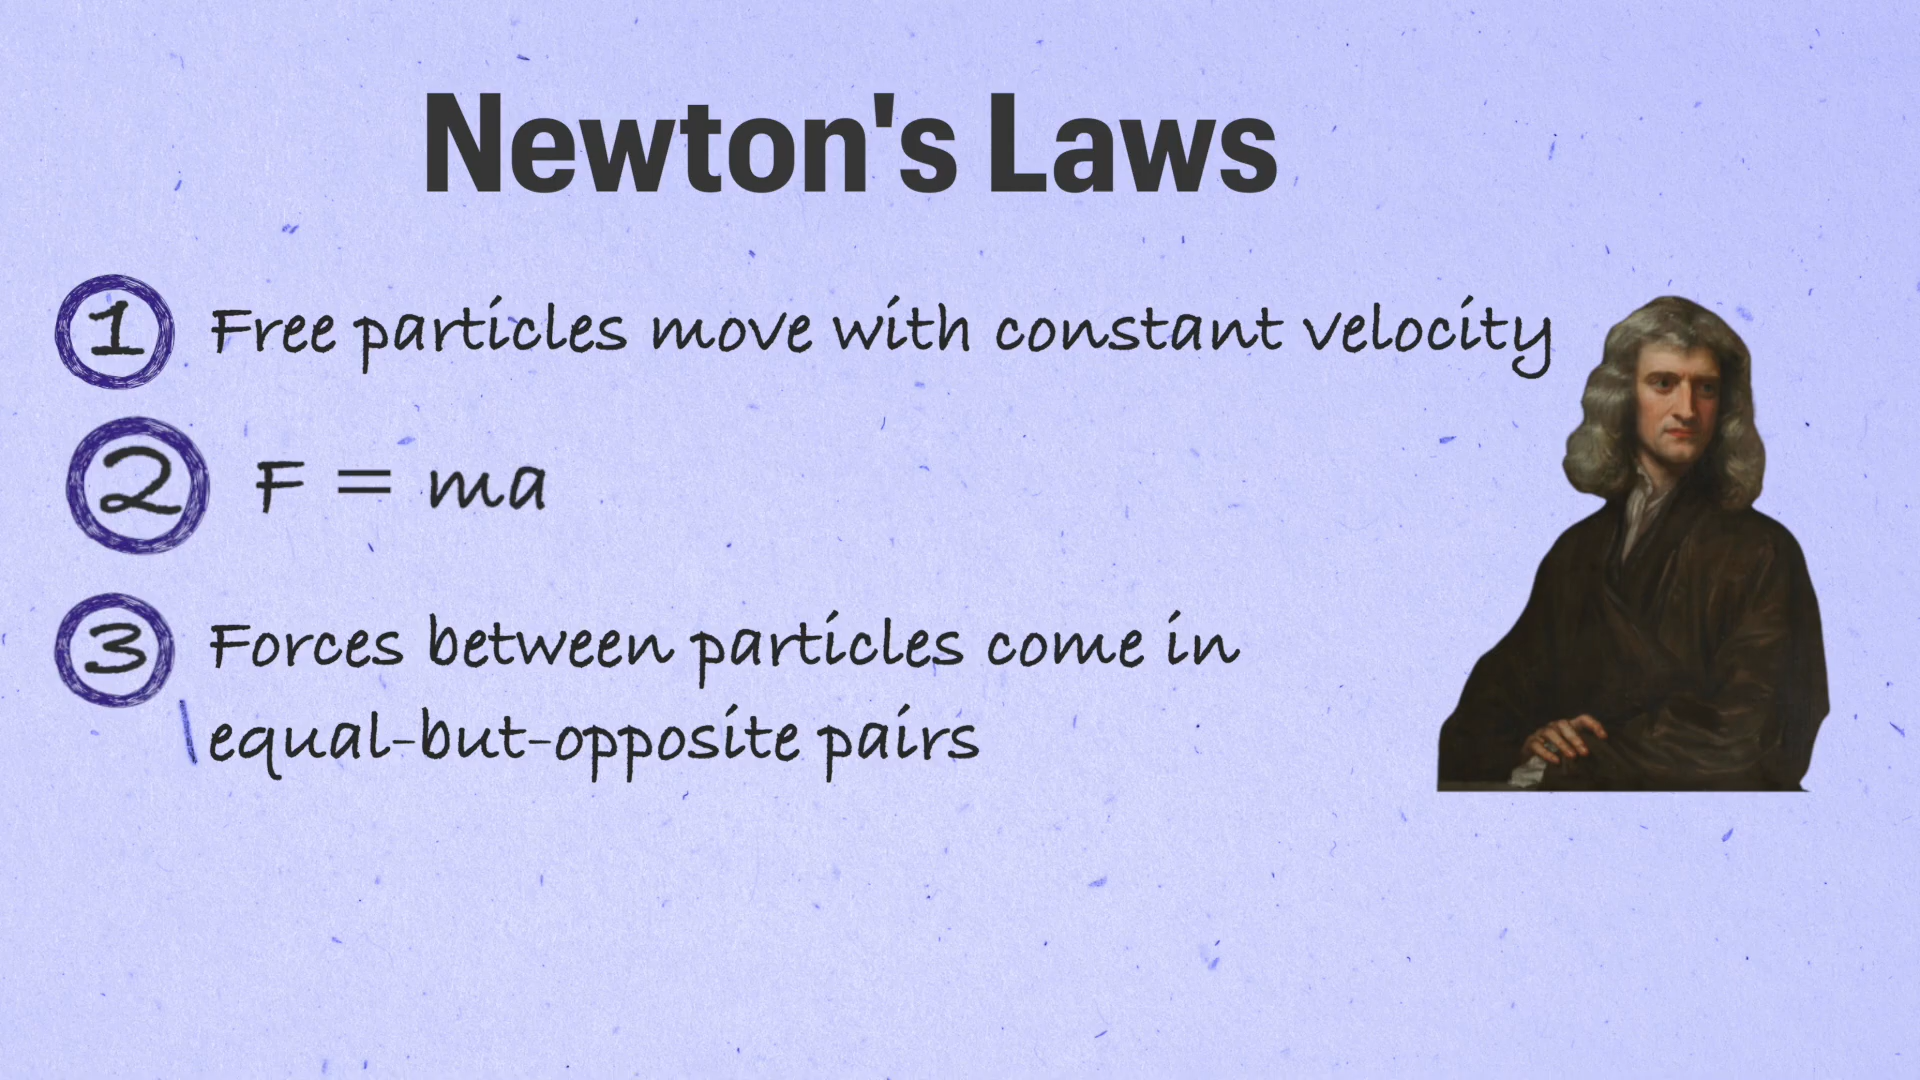 Newton's Laws
1 Free particles move with constant velocity
2 F = ma
3 Forces between particles come in
equal-but-opposite pairs